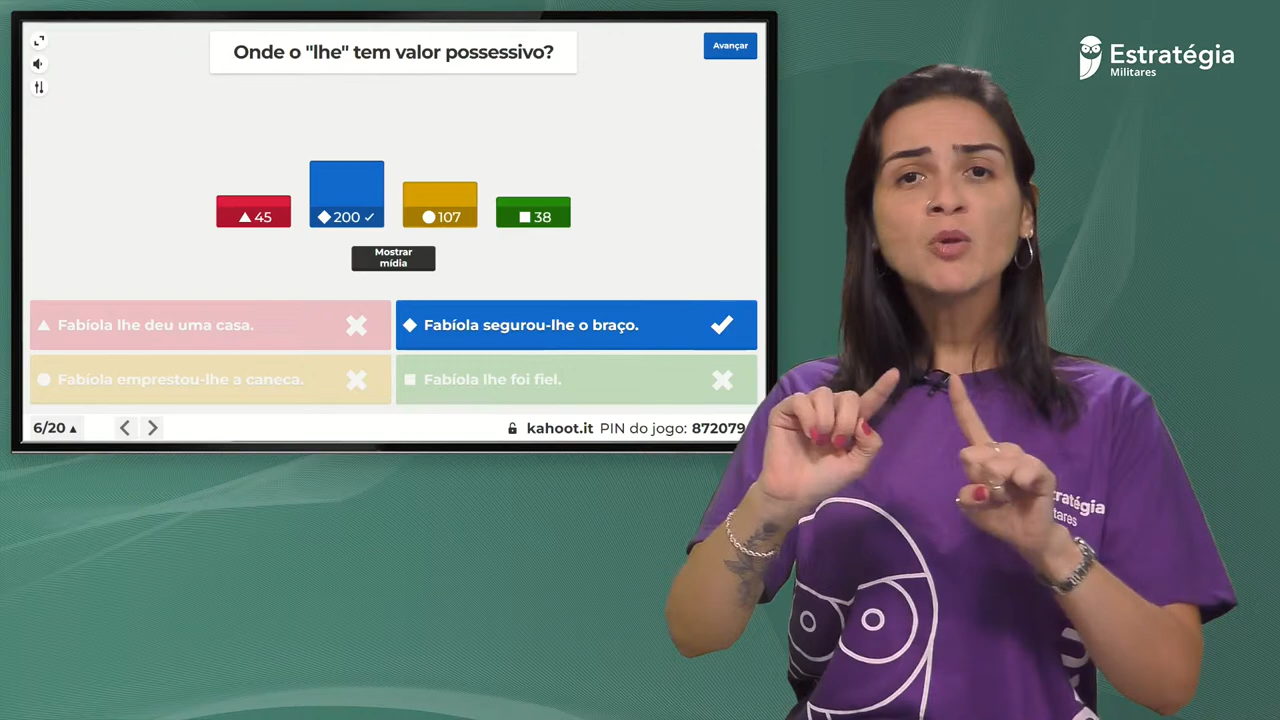 Onde o "lhe" tem valor possessivo?
Avançar
Estratégia
Militares
45
200
107
38
Mostrar
mídia
Fabíola lhe deu uma casa.
Fabíola segurou-lhe o braço.
Fabíola emprestou-lhe a caneca.
Fabíola lhe foi fiel.
6/20
kahoot.it PIN do jogo: 872079